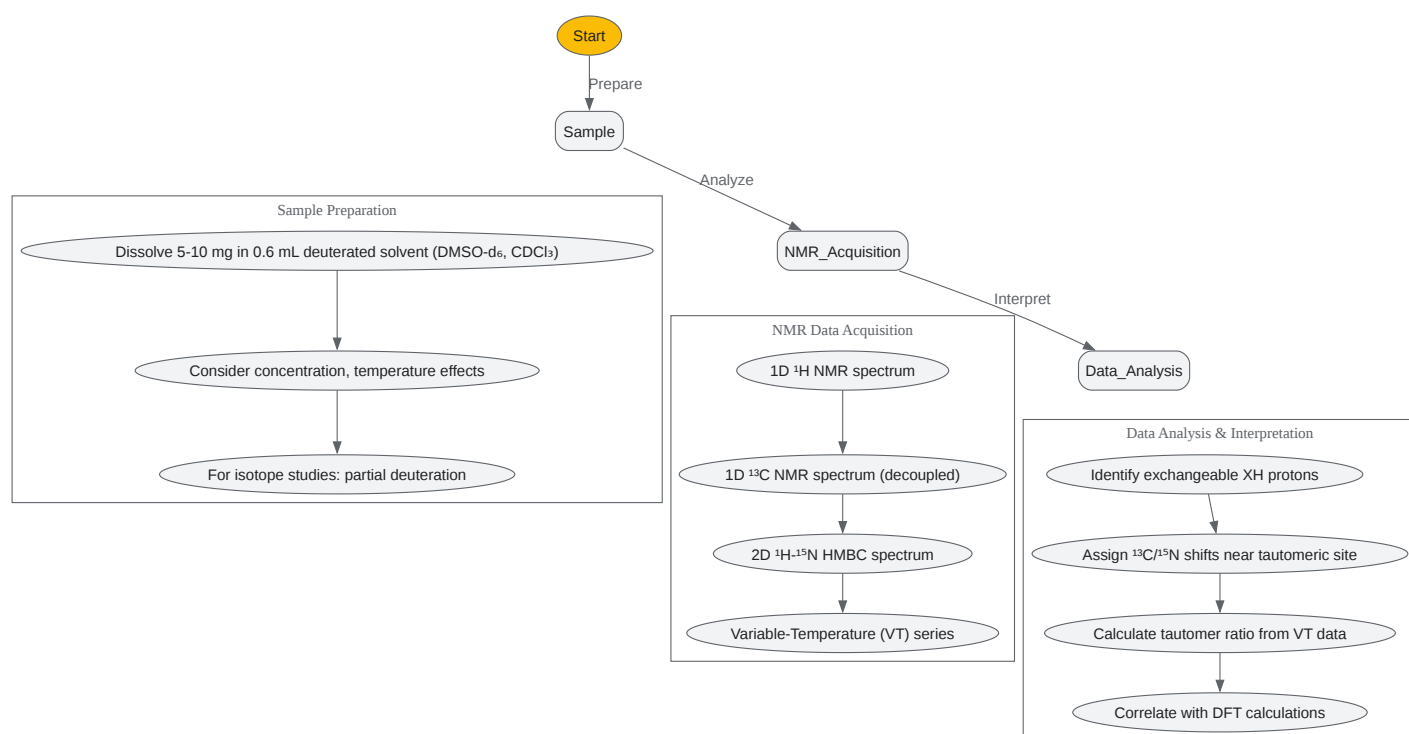 Start
Prepare
Sample
Analyze
NMR_Acquisition
Interpret
Data_Analysis
Sample Preparation
Dissolve 5-10 mg in 0.6 mL deuterated solvent (DMSO-d₆, CDCl₃)
Consider concentration, temperature effects
For isotope studies: partial deuteration
NMR Data Acquisition
1D ¹H NMR spectrum
1D ¹³C NMR spectrum (decoupled)
2D ¹H-¹⁵N HMBC spectrum
Variable-Temperature (VT) series
Data Analysis & Interpretation
Identify exchangeable XH protons
Assign ¹³C/¹⁵N shifts near tautomeric site
Calculate tautomer ratio from VT data
Correlate with DFT calculations